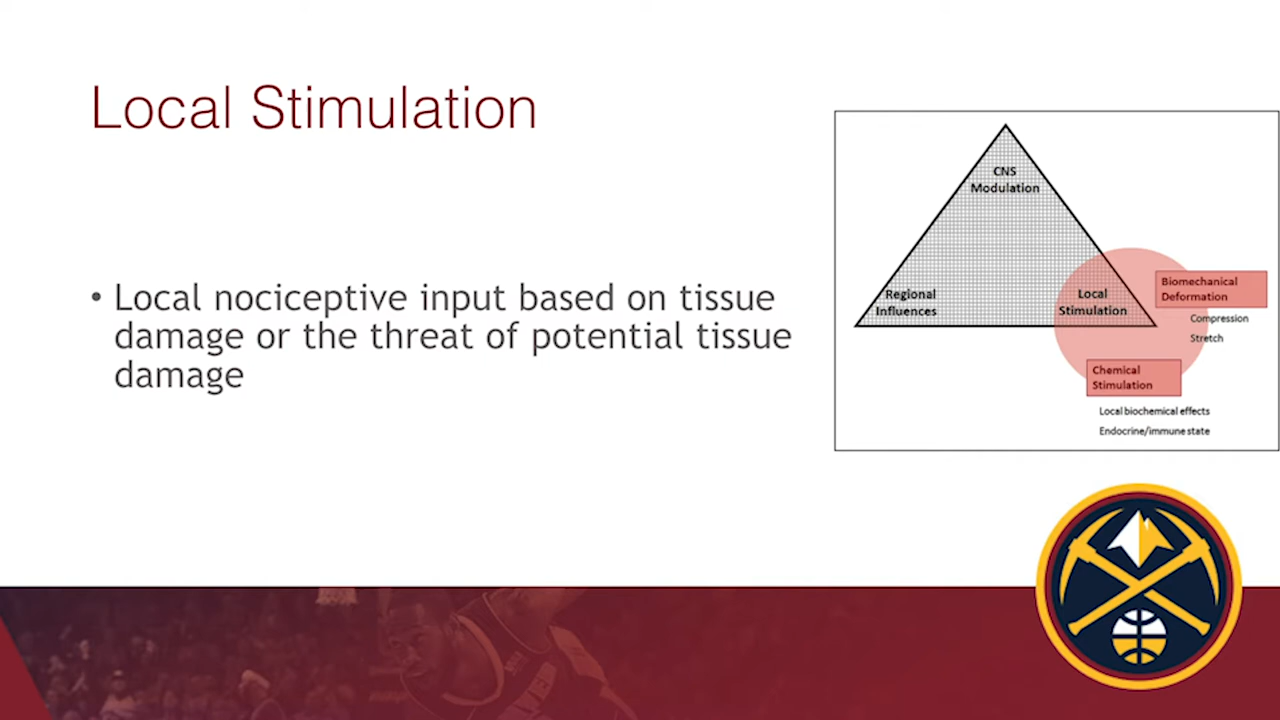 Local Stimulation
• Local nociceptive input based on tissue
damage or the threat of potential tissue
damage
CNS
Modulation
Regional
Influences
Local
Stimulation
Biomechanical
Deformation
Compression
Stretch
Chemical
Stimulation
Local biochemical effects
Endocrine/immune state